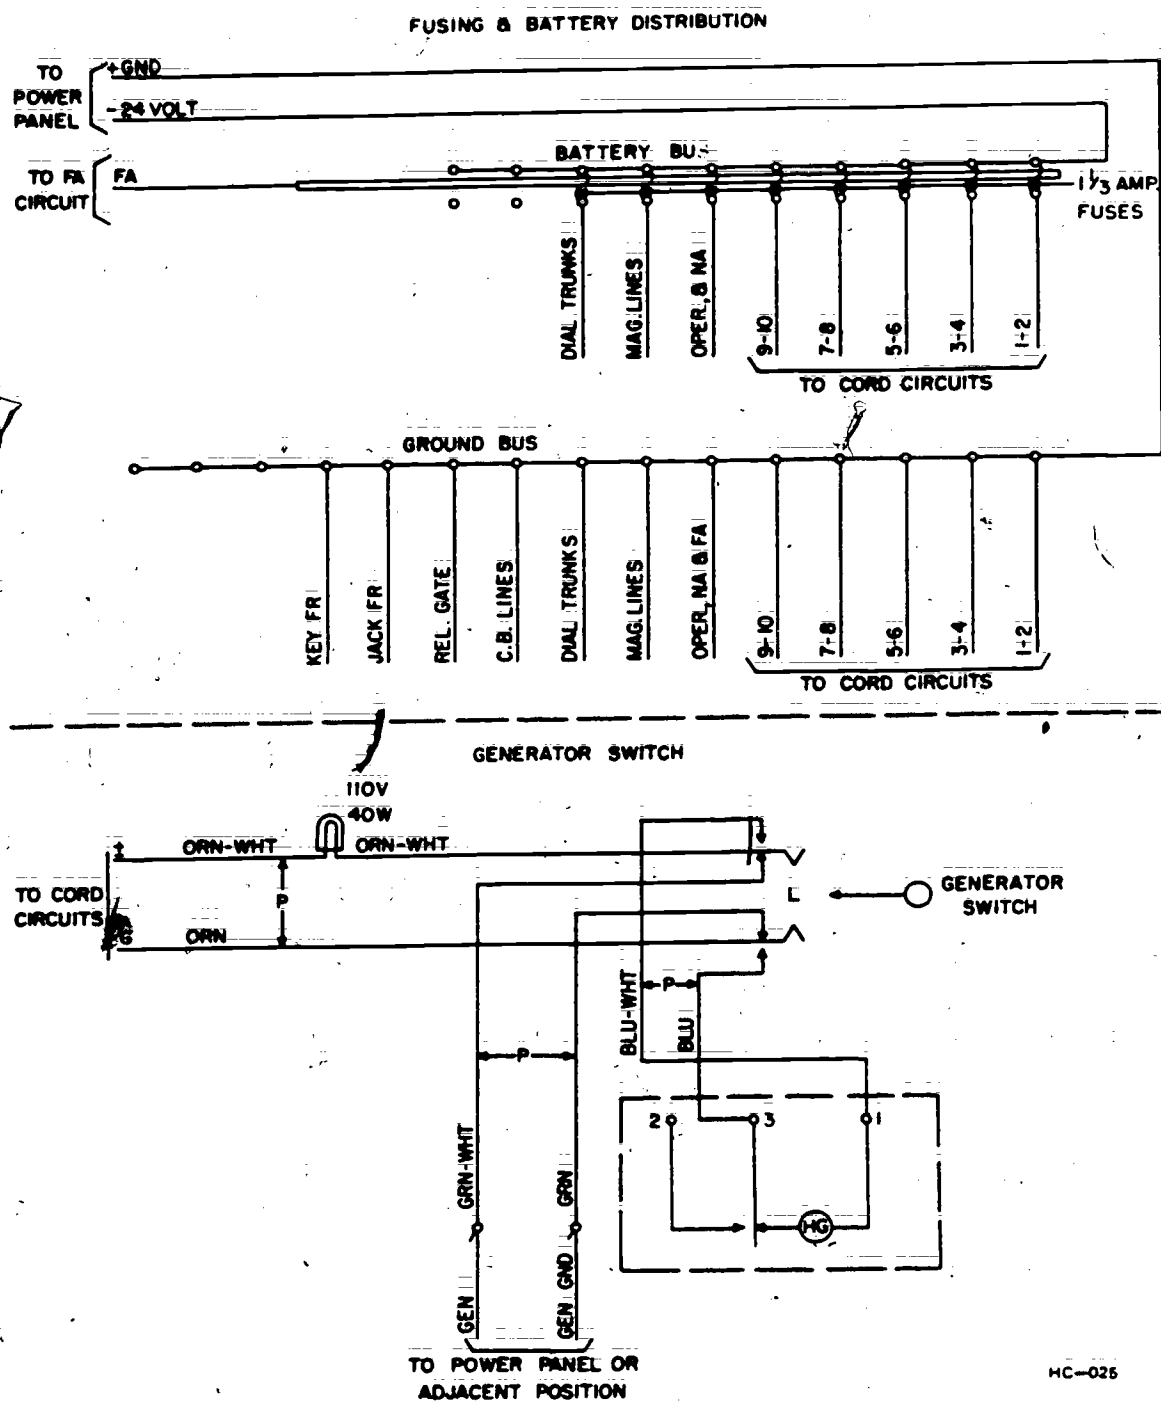 FUSING & BATTERY DISTRIBUTION
TO POWER PANEL
+GND
-24 VOLT
BATTERY BUS
TO FA CIRCUIT
FA
1 1/3 AMP.
FUSES
DIAL TRUNKS
MAG. LINES
OPER, & NA
9-10
7-8
5-6
3-4
1-2
TO CORD CIRCUITS
GROUND BUS
KEY FR
JACK FR
REL. GATE
C.B. LINES
DIAL TRUNKS
MAG. LINES
OPER, NA & FA
9-10
7-8
5-6
3-4
1-2
TO CORD CIRCUITS
GENERATOR SWITCH
110V
40W
±
ORN-WHT
ORN-WHT
TO CORD
CIRCUITS
P
G
ORN
L
GENERATOR
SWITCH
BLU-WHT
P
BLU
P
2
3
1
GRN-WHT
GRN
HG
GEN
GEN GND
TO POWER PANEL OR
ADJACENT POSITION
HC-025